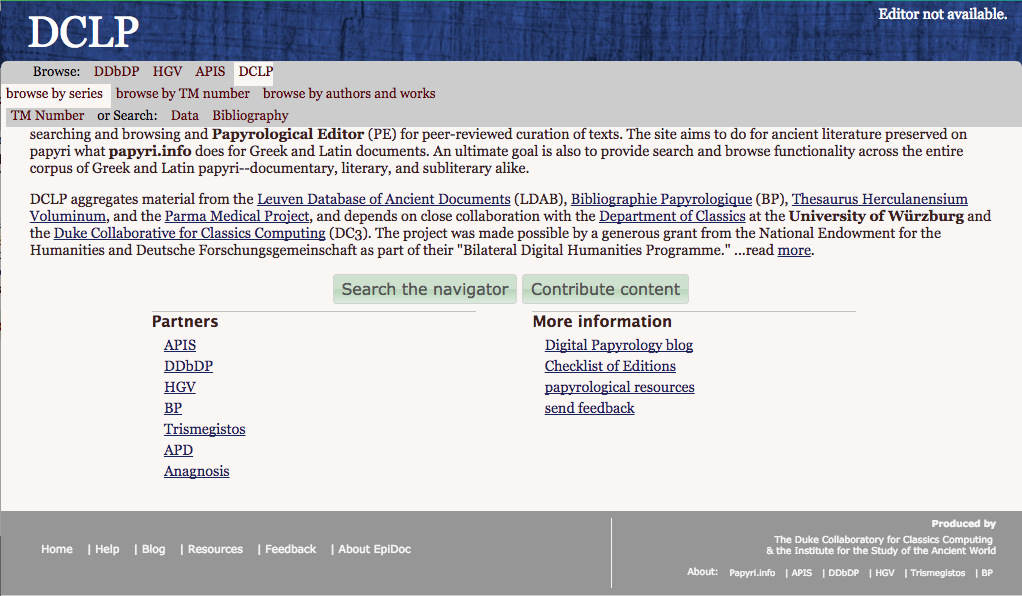 DCLP
Editor not available.
Browse: DDbDP HGV APIS DCLP
browse by series browse by TM number browse by authors and works
TM Number or Search: Data Bibliography
searching and browsing and Papyrological Editor (PE) for peer-reviewed curation of texts. The site aims to do for ancient literature preserved on
papyri what papyri.info does for Greek and Latin documents. An ultimate goal is also to provide search and browse functionality across the entire
corpus of Greek and Latin papyri--documentary, literary, and subliterary alike.
DCLP aggregates material from the Leuven Database of Ancient Documents (LDAB), Bibliographie Papyrologique (BP), Thesaurus Herculanensium
Voluminum, and the Parma Medical Project, and depends on close collaboration with the Department of Classics at the University of Würzburg and
the Duke Collaborative for Classics Computing (DC3). The project was made possible by a generous grant from the National Endowment for the
Humanities and Deutsche Forschungsgemeinschaft as part of their "Bilateral Digital Humanities Programme." ...read more.
Search the navigator Contribute content
Partners
APIS
DDbDP
HGV
BP
Trismegistos
APD
Anagnosis
More information
Digital Papyrology blog
Checklist of Editions
papyrological resources
send feedback
Home | Help | Blog | Resources | Feedback | About EpiDoc
Produced by
The Duke Collaboratory for Classics Computing
& the Institute for the Study of the Ancient World
About: Papyri.info | APIS | DDbDP | HGV | Trismegistos | BP